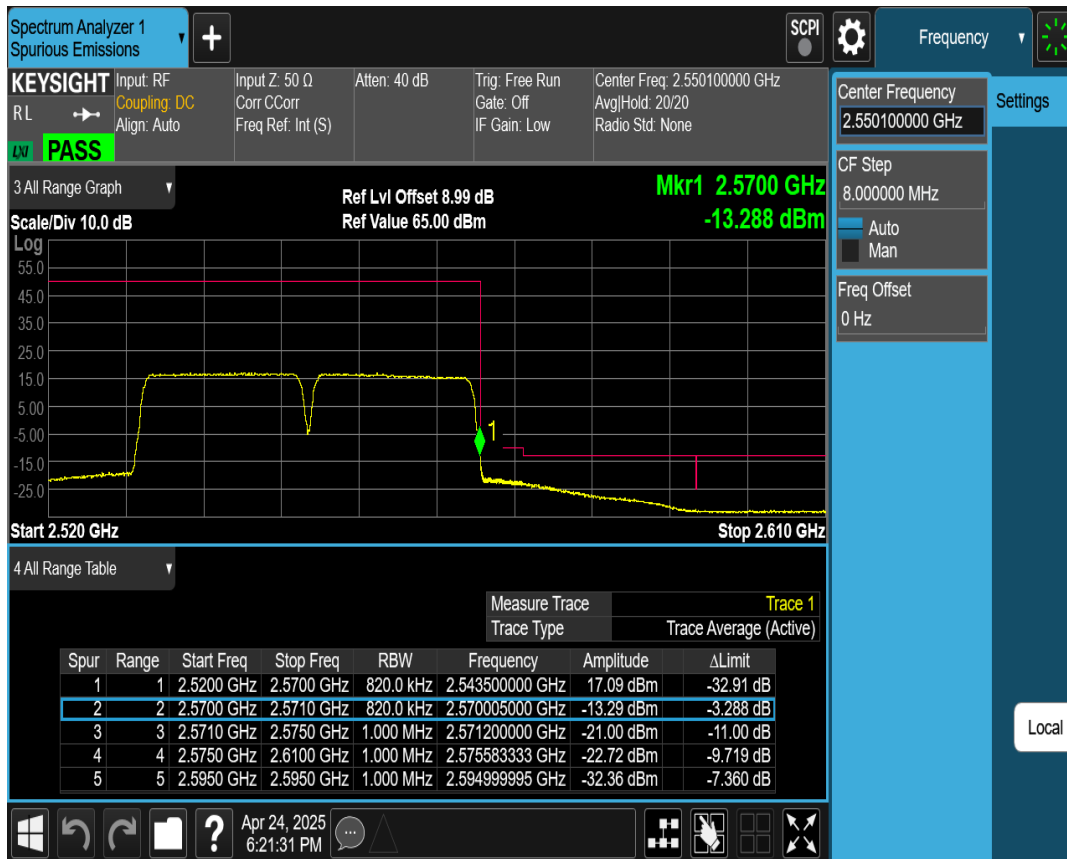 Spectrum Analyzer 1
Spurious Emissions
SCPI
Frequency
KEYSIGHT
RL
LXI
PASS
Input: RF
Coupling: DC
Align: Auto
Input Z: 50 Ω
Corr CCorr
Freq Ref: Int (S)
Atten: 40 dB
Trig: Free Run
Gate: Off
IF Gain: Low
Center Freq: 2.550100000 GHz
Avg|Hold: 20/20
Radio Std: None
Center Frequency
2.550100000 GHz
Settings
CF Step
8.000000 MHz
Auto
Man
Freq Offset
0 Hz
3 All Range Graph
Scale/Div 10.0 dB
Ref Lvl Offset 8.99 dB
Ref Value 65.00 dBm
Mkr1 2.5700 GHz
-13.288 dBm
Log
55.0
45.0
35.0
25.0
15.0
5.00
-5.00
-15.0
-25.0
1
Start 2.520 GHz
Stop 2.610 GHz
4 All Range Table
Measure Trace Trace 1
Trace Type Trace Average (Active)
Spur Range Start Freq Stop Freq RBW Frequency Amplitude ΔLimit
1 1 2.5200 GHz 2.5700 GHz 820.0 kHz 2.543500000 GHz 17.09 dBm -32.91 dB
2 2 2.5700 GHz 2.5710 GHz 820.0 kHz 2.570005000 GHz -13.29 dBm -3.288 dB
3 3 2.5710 GHz 2.5750 GHz 1.000 MHz 2.571200000 GHz -21.00 dBm -11.00 dB
4 4 2.5750 GHz 2.6100 GHz 1.000 MHz 2.575583333 GHz -22.72 dBm -9.719 dB
5 5 2.5950 GHz 2.5950 GHz 1.000 MHz 2.594999995 GHz -32.36 dBm -7.360 dB
Local
?
Apr 24, 2025
6:21:31 PM